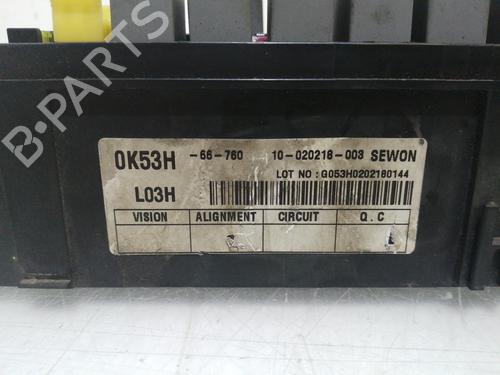 0K53H -66-760 10-020218-003 SEWON
LOT NO : G053H0202180144
L03H
VISION ALIGNMENT CIRCUIT Q.C
B-PARTS